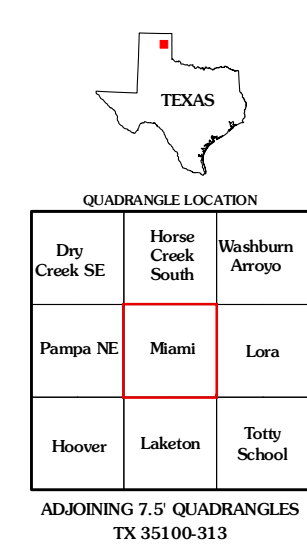 TEXAS
QUADRANGLE LOCATION
Dry
Creek SE
Horse
Creek
South
Washburn
Arroyo
Pampa NE
Miami
Lora
Hoover
Laketon
Totty
School
ADJOINING 7.5' QUADRANGLES
TX 35100-313